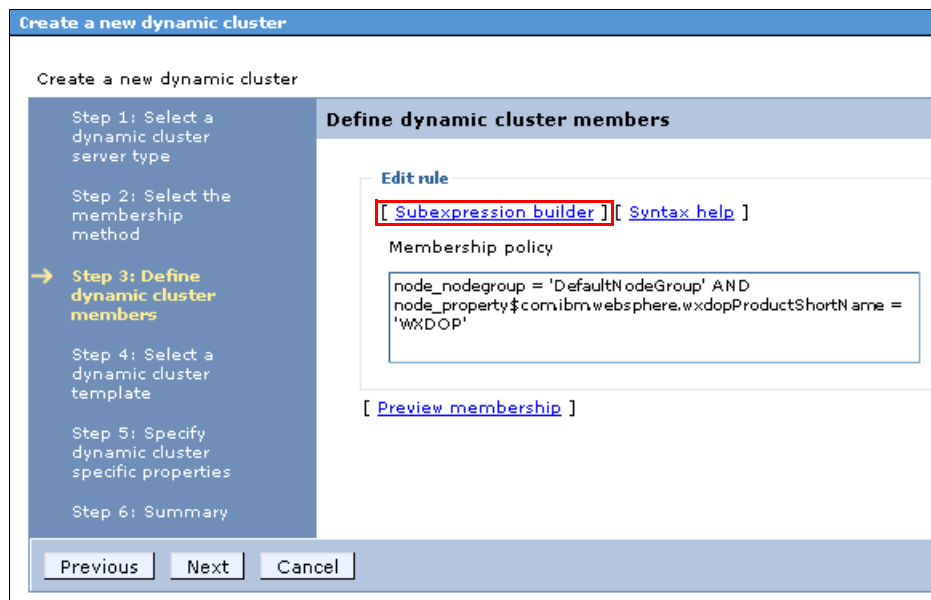 Create a new dynamic cluster
Create a new dynamic cluster
Step 1: Select a
dynamic cluster
server type
Step 2: Select the
membership
method
Step 3: Define
dynamic cluster
members
Step 4: Select a
dynamic cluster
template
Step 5: Specify
dynamic cluster
specific properties
Step 6: Summary
Define dynamic cluster members
Edit rule
[ Subexpression builder ] [ Syntax help ]
Membership policy
node_nodegroup = 'DefaultNodeGroup' AND
node_property$com.ibm.websphere.wxdopProductShortName =
'WXDOP'
[ Preview membership ]
Previous Next Cancel